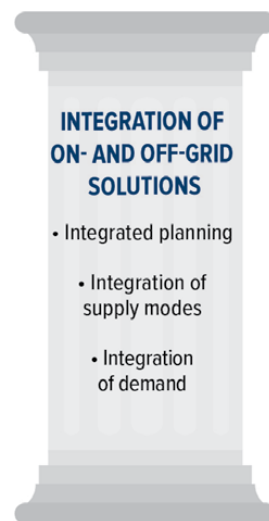 INTEGRATION OF
ON- AND OFF-GRID
SOLUTIONS
• Integrated planning
• Integration of
supply modes
• Integration
of demand